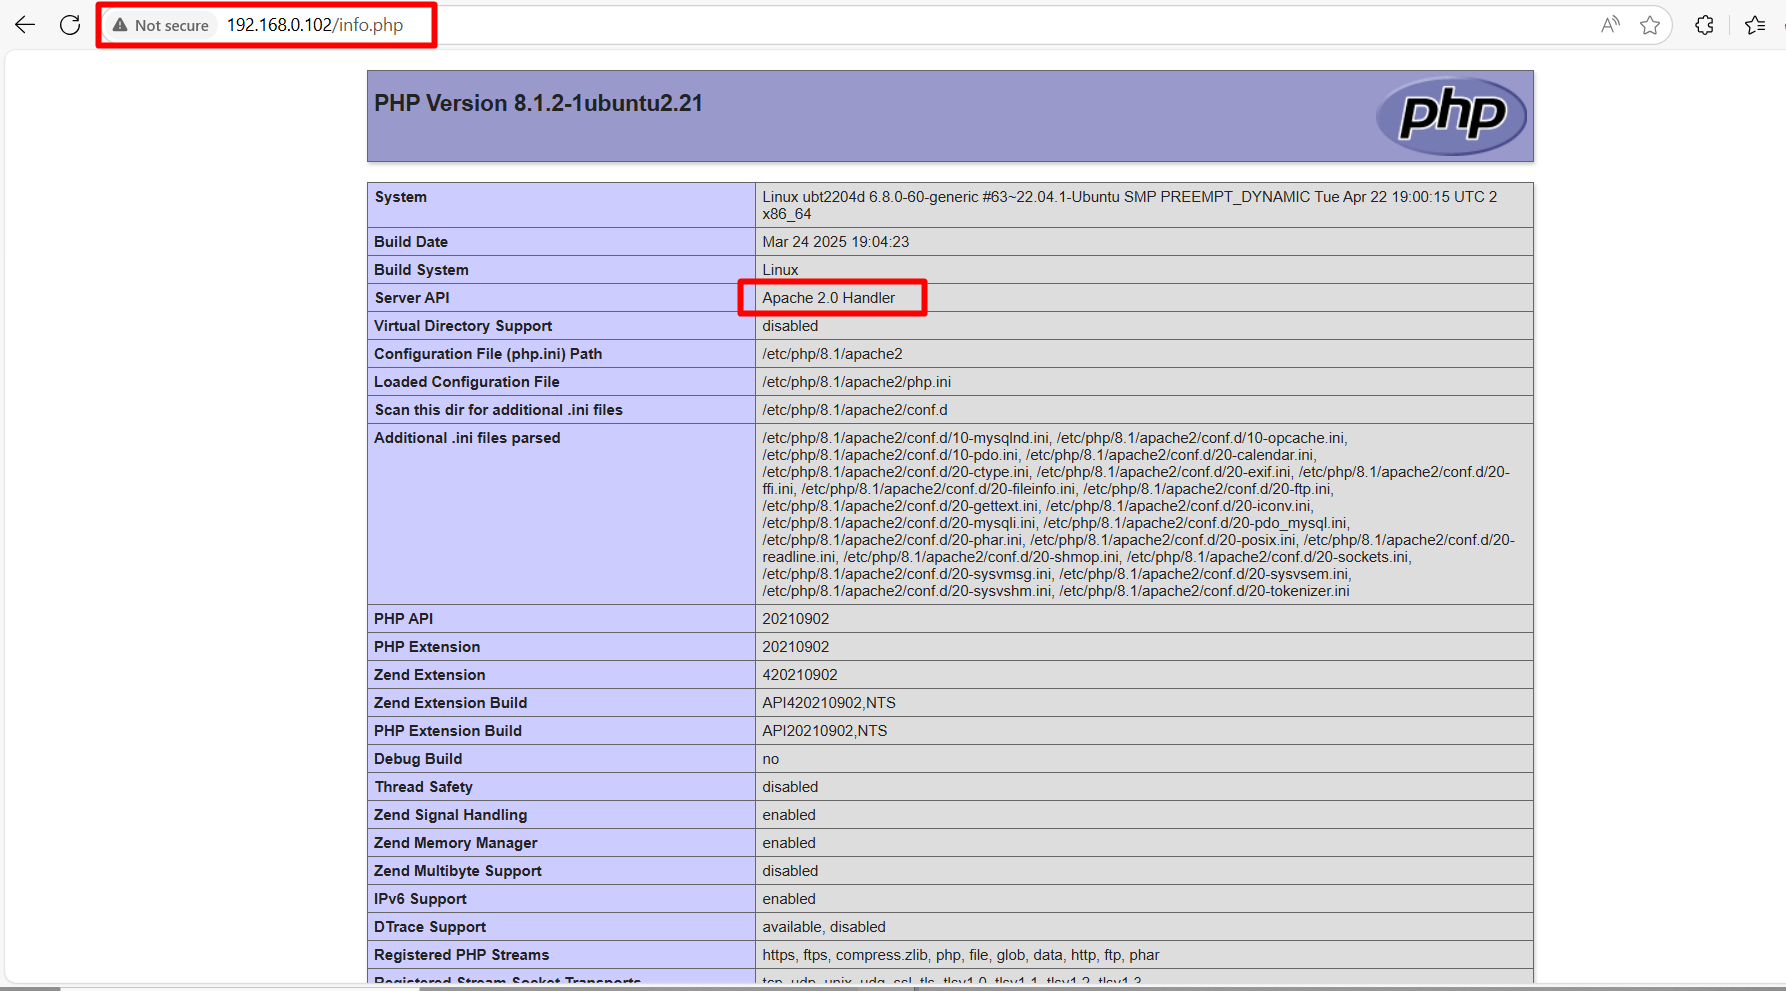 Not secure 192.168.0.102/info.php
PHP Version 8.1.2-1ubuntu2.21
php
System Linux ubt2204d 6.8.0-60-generic #63~22.04.1-Ubuntu SMP PREEMPT_DYNAMIC Tue Apr 22 19:00:15 UTC 2
x86_64
Build Date Mar 24 2025 19:04:23
Build System Linux
Server API Apache 2.0 Handler
Virtual Directory Support disabled
Configuration File (php.ini) Path /etc/php/8.1/apache2
Loaded Configuration File /etc/php/8.1/apache2/php.ini
Scan this dir for additional .ini files /etc/php/8.1/apache2/conf.d
Additional .ini files parsed /etc/php/8.1/apache2/conf.d/10-mysqlnd.ini, /etc/php/8.1/apache2/conf.d/10-opcache.ini,
/etc/php/8.1/apache2/conf.d/10-pdo.ini, /etc/php/8.1/apache2/conf.d/20-calendar.ini,
/etc/php/8.1/apache2/conf.d/20-ctype.ini, /etc/php/8.1/apache2/conf.d/20-exif.ini, /etc/php/8.1/apache2/conf.d/20-
ffi.ini, /etc/php/8.1/apache2/conf.d/20-fileinfo.ini, /etc/php/8.1/apache2/conf.d/20-ftp.ini,
/etc/php/8.1/apache2/conf.d/20-gettext.ini, /etc/php/8.1/apache2/conf.d/20-iconv.ini,
/etc/php/8.1/apache2/conf.d/20-mysqli.ini, /etc/php/8.1/apache2/conf.d/20-pdo_mysql.ini,
/etc/php/8.1/apache2/conf.d/20-phar.ini, /etc/php/8.1/apache2/conf.d/20-posix.ini, /etc/php/8.1/apache2/conf.d/20-
readline.ini, /etc/php/8.1/apache2/conf.d/20-shmop.ini, /etc/php/8.1/apache2/conf.d/20-sockets.ini,
/etc/php/8.1/apache2/conf.d/20-sysvmsg.ini, /etc/php/8.1/apache2/conf.d/20-sysvsem.ini,
/etc/php/8.1/apache2/conf.d/20-sysvshm.ini, /etc/php/8.1/apache2/conf.d/20-tokenizer.ini
PHP API 20210902
PHP Extension 20210902
Zend Extension 420210902
Zend Extension Build API420210902,NTS
PHP Extension Build API20210902,NTS
Debug Build no
Thread Safety disabled
Zend Signal Handling enabled
Zend Memory Manager enabled
Zend Multibyte Support disabled
IPv6 Support enabled
DTrace Support available, disabled
Registered PHP Streams https, ftps, compress.zlib, php, file, glob, data, http, ftp, phar
Registered Stream Socket Transports tcp, udp, unix, udg, ssl, tls, tlsv1.0, tlsv1.1, tlsv1.2, tlsv1.3